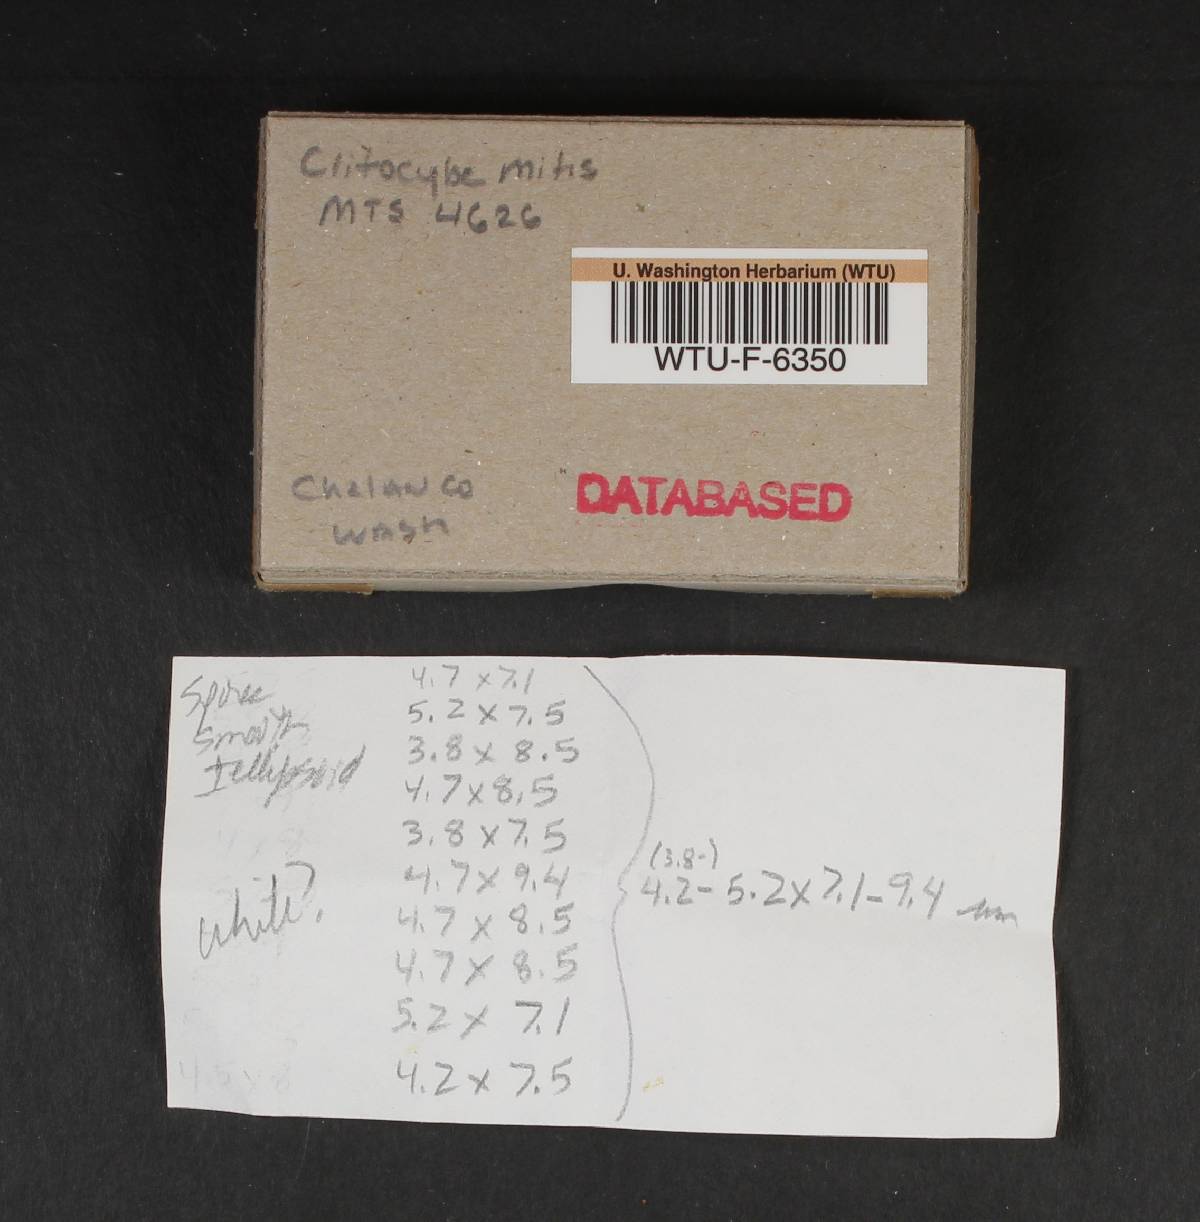 Clitocybe mitis
MTS 4626
U. Washington Herbarium (WTU)
WTU-F-6350
Chelan Co
Wash
DATABASED
Spores
smooth
Iellipsoid
white?
4.7 x 7.1
5.2 x 7.5
3.8 x 8.5
4.7 x 8.5
3.8 x 7.5
4.7 x 9.4
4.7 x 8.5
4.7 x 8.5
5.2 x 7.1
4.2 x 7.5
(3.8-)
4.2-5.2 x 7.1-9.4 um